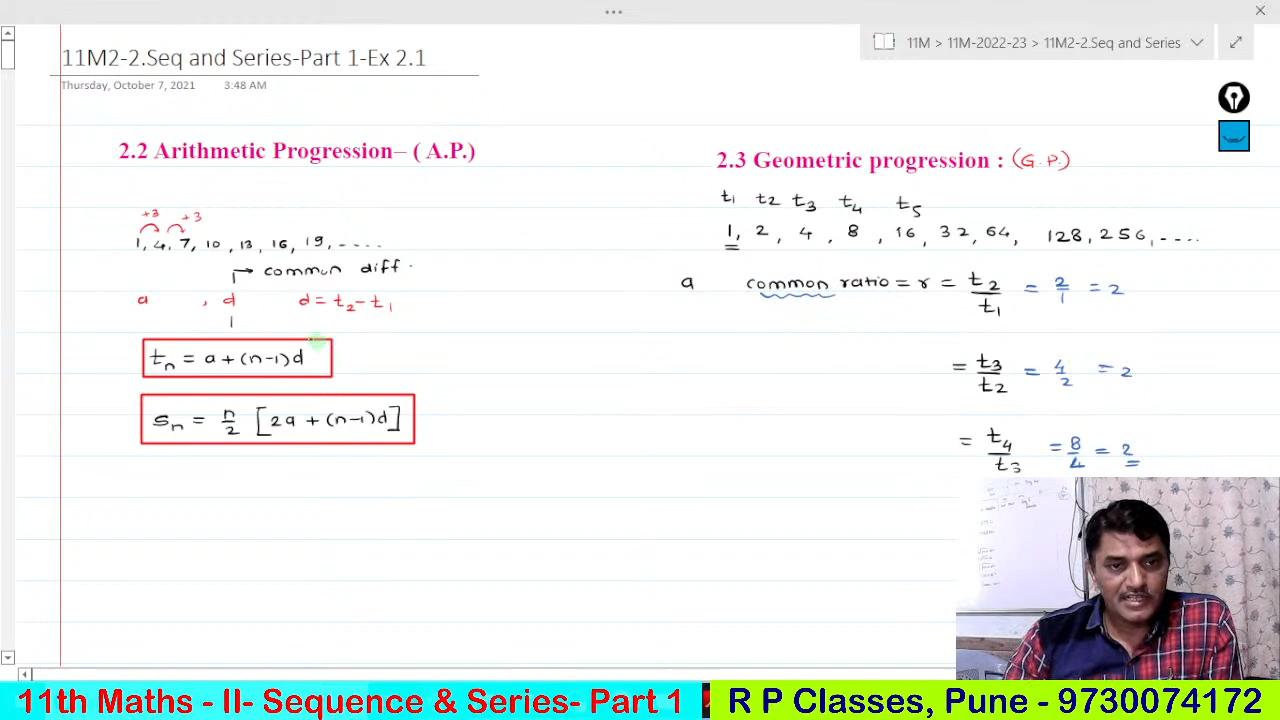 11M2-2.Seq and Series-Part 1-Ex 2.1
Thursday, October 7, 2021 3:48 AM
11M > 11M-2022-23 > 11M2-2.Seq and Series
2.2 Arithmetic Progression– ( A.P.)
+3 +3
1, 4, 7, 10, 13, 16, 19, ....
common diff.
a , d d = t₂ - t₁
tₙ = a + (n-1)d
Sₙ = n/2 [2a + (n-1)d]
2.3 Geometric progression : (G.P.)
t₁ t₂ t₃ t₄ t₅
1, 2, 4, 8, 16, 32, 64, 128, 256, ....
a common ratio = r = t₂/t₁ = 2/1 = 2
= t₃/t₂ = 4/2 = 2
= t₄/t₃ = 8/4 = 2
11th Maths - II- Sequence & Series- Part 1
R P Classes, Pune - 9730074172